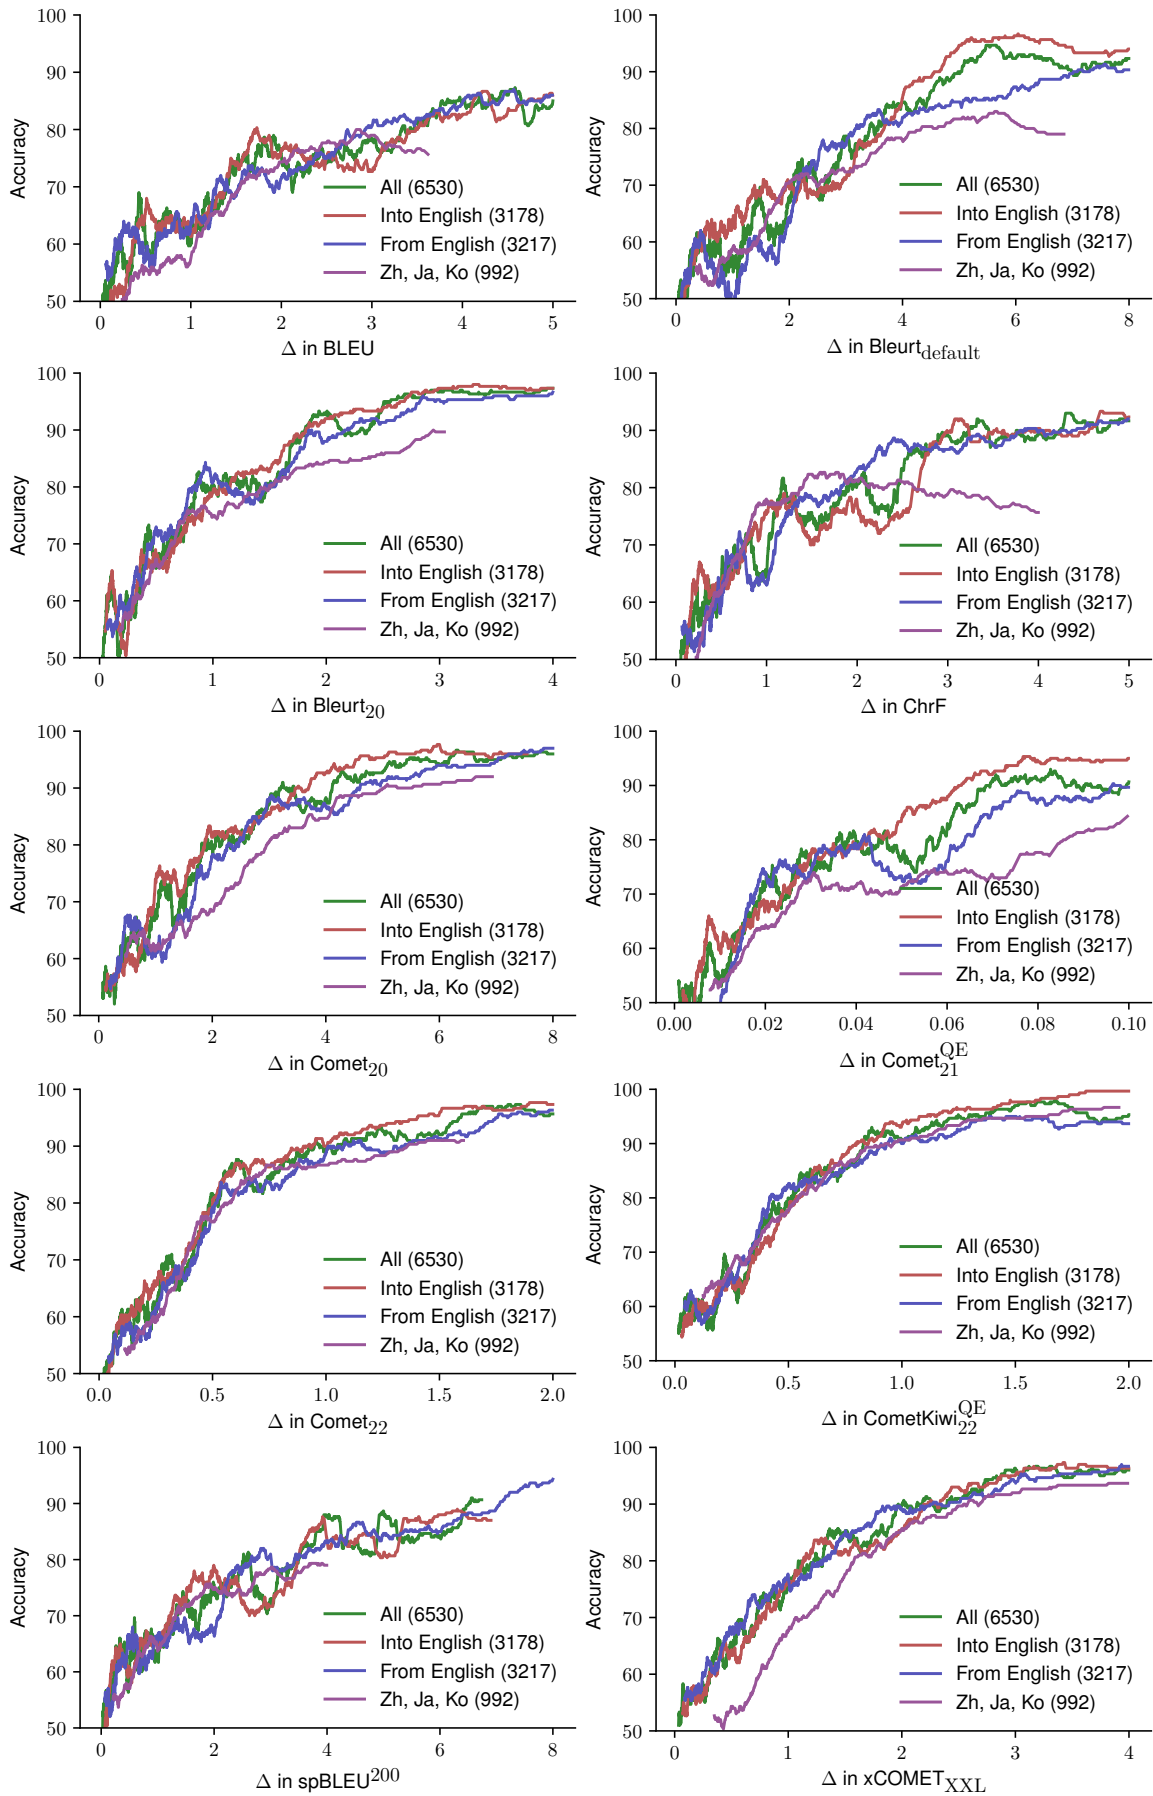 100
90
80
70
60
50
Accuracy
All (6530)
Into English (3178)
From English (3217)
Zh, Ja, Ko (992)
0 1 2 3 4 5
Δ in BLEU
100
90
80
70
60
50
Accuracy
All (6530)
Into English (3178)
From English (3217)
Zh, Ja, Ko (992)
0 2 4 6 8
Δ in Bleurt_default
100
90
80
70
60
50
Accuracy
All (6530)
Into English (3178)
From English (3217)
Zh, Ja, Ko (992)
0 1 2 3 4
Δ in Bleurt_20
100
90
80
70
60
50
Accuracy
All (6530)
Into English (3178)
From English (3217)
Zh, Ja, Ko (992)
0 1 2 3 4 5
Δ in ChrF
100
90
80
70
60
50
Accuracy
All (6530)
Into English (3178)
From English (3217)
Zh, Ja, Ko (992)
0 2 4 6 8
Δ in Comet_20
100
90
80
70
60
50
Accuracy
All (6530)
Into English (3178)
From English (3217)
Zh, Ja, Ko (992)
0.00 0.02 0.04 0.06 0.08 0.10
Δ in Comet_21^QE
100
90
80
70
60
50
Accuracy
All (6530)
Into English (3178)
From English (3217)
Zh, Ja, Ko (992)
0.0 0.5 1.0 1.5 2.0
Δ in Comet_22
100
90
80
70
60
50
Accuracy
All (6530)
Into English (3178)
From English (3217)
Zh, Ja, Ko (992)
0.0 0.5 1.0 1.5 2.0
Δ in CometKiwi_22^QE
100
90
80
70
60
50
Accuracy
All (6530)
Into English (3178)
From English (3217)
Zh, Ja, Ko (992)
0 2 4 6 8
Δ in spBLEU^200
100
90
80
70
60
50
Accuracy
All (6530)
Into English (3178)
From English (3217)
Zh, Ja, Ko (992)
0 1 2 3 4
Δ in xCOMET_XXL